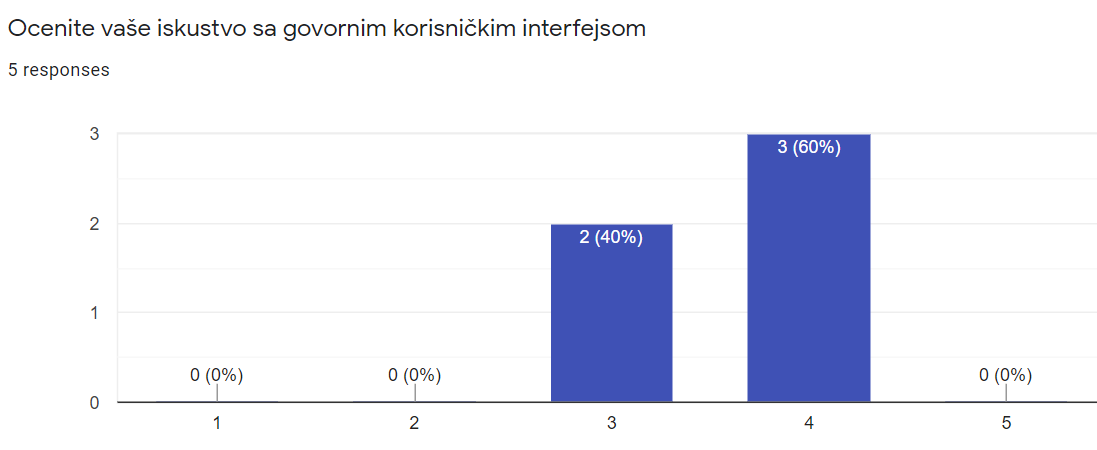 Ocenite vaše iskustvo sa govornim korisničkim interfejsom
5 responses
3
3 (60%)
2
2 (40%)
1
0 (0%) 0 (0%) 0 (0%)
0
1 2 3 4 5